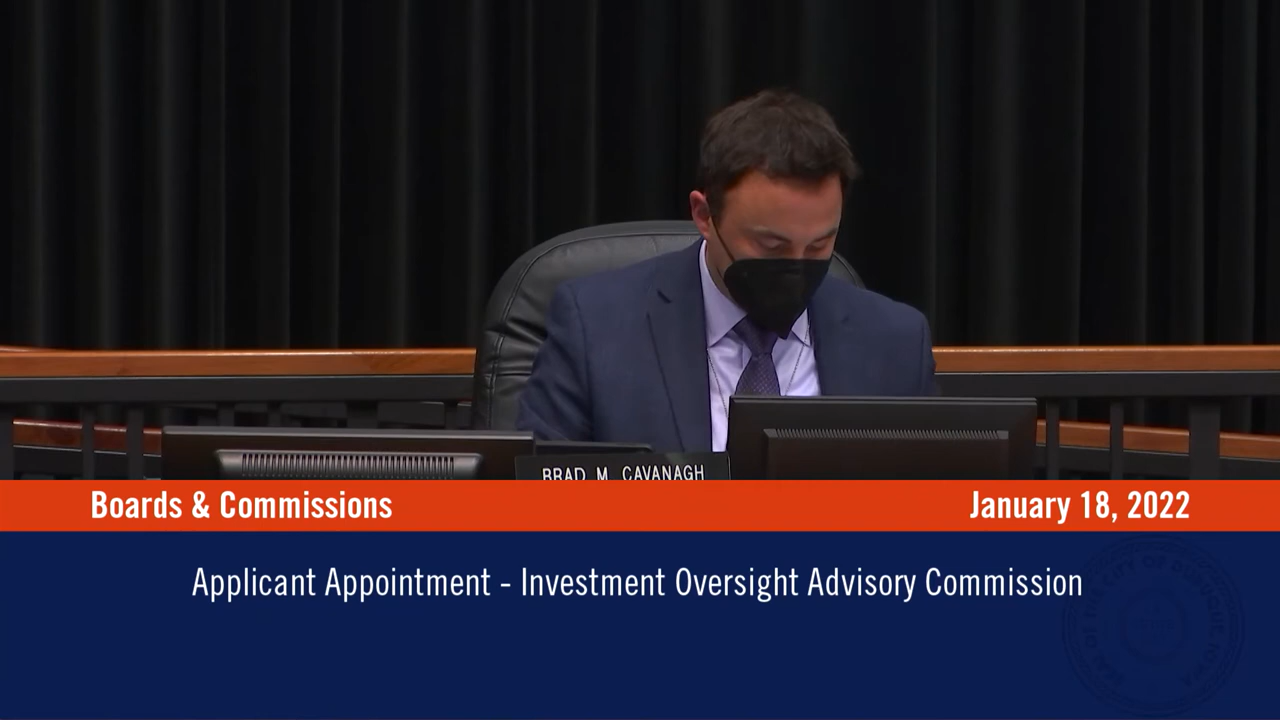 BRAD M. CAVANAGH
Boards & Commissions
January 18, 2022
Applicant Appointment - Investment Oversight Advisory Commission